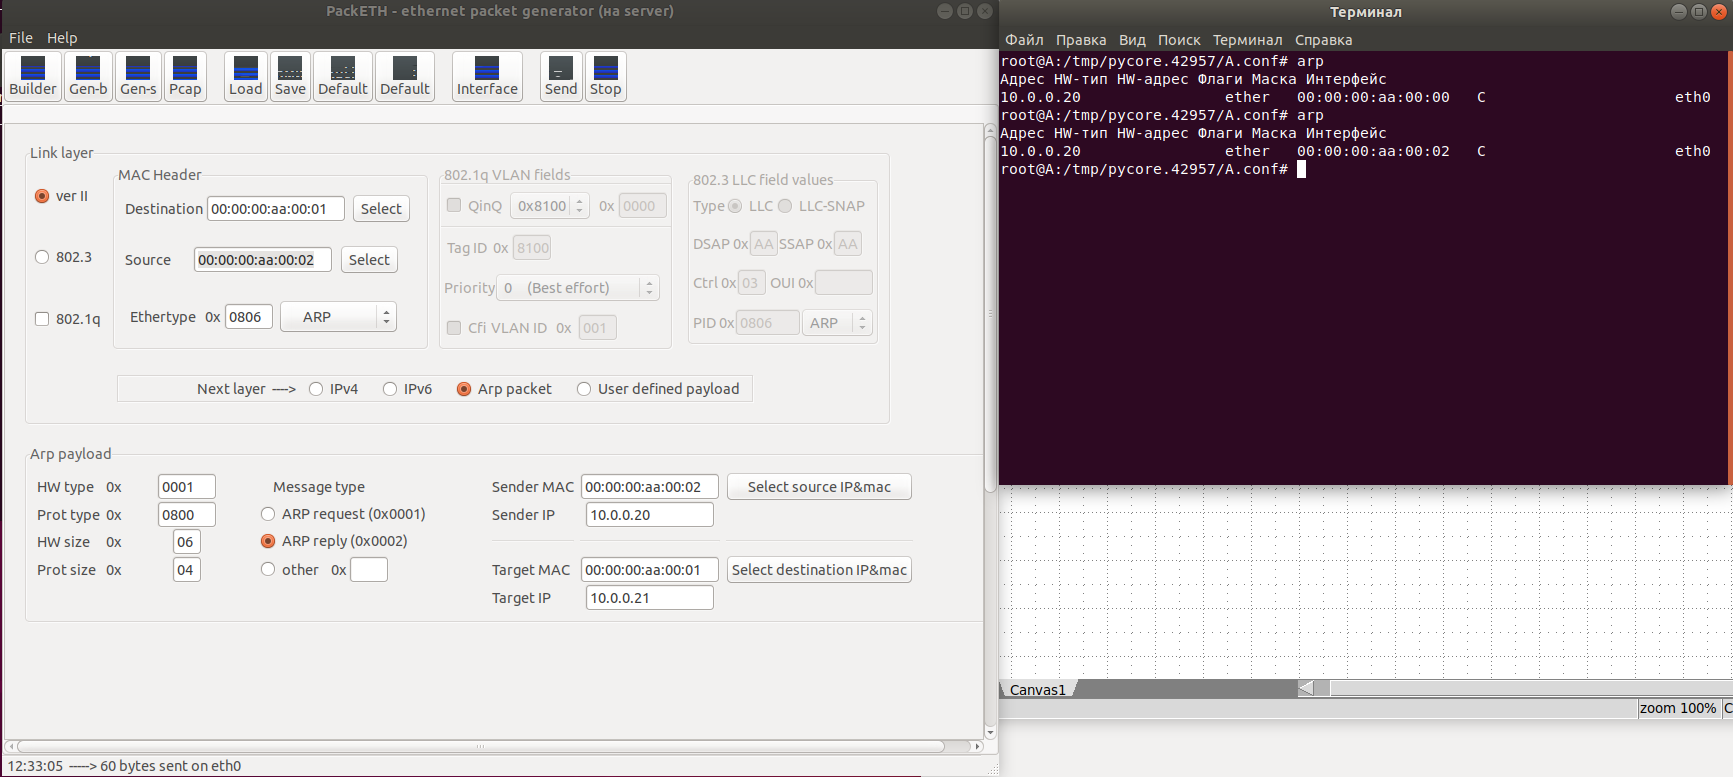 PackETH - ethernet packet generator (на server)
File Help
Builder Gen-b Gen-s Pcap Load Save Default Default Interface Send Stop
Link layer
ver II
802.3
802.1q
MAC Header
Destination 00:00:00:aa:00:01 Select
Source 00:00:00:aa:00:02 Select
Ethertype 0x 0806 ARP
802.1q VLAN fields
QinQ 0x8100 0x 0000
Tag ID 0x 8100
Priority 0 (Best effort)
Cfi VLAN ID 0x 001
802.3 LLC field values
Type LLC LLC-SNAP
DSAP 0x AA SSAP 0x AA
Ctrl 0x 03 OUI 0x
PID 0x 0806 ARP
Next layer ----> IPv4 IPv6 Arp packet User defined payload
Arp payload
HW type 0x 0001
Prot type 0x 0800
HW size 0x 06
Prot size 0x 04
Message type
ARP request (0x0001)
ARP reply (0x0002)
other 0x
Sender MAC 00:00:00:aa:00:02 Select source IP&mac
Sender IP 10.0.0.20
Target MAC 00:00:00:aa:00:01 Select destination IP&mac
Target IP 10.0.0.21
12:33:05 -----> 60 bytes sent on eth0
Терминал
Файл Правка Вид Поиск Терминал Справка
root@A:/tmp/pycore.42957/A.conf# arp
Адрес HW-тип HW-адрес Флаги Маска Интерфейс
10.0.0.20 ether 00:00:00:aa:00:00 C eth0
root@A:/tmp/pycore.42957/A.conf# arp
Адрес HW-тип HW-адрес Флаги Маска Интерфейс
10.0.0.20 ether 00:00:00:aa:00:02 C eth0
root@A:/tmp/pycore.42957/A.conf#
Canvas1
zoom 100% C